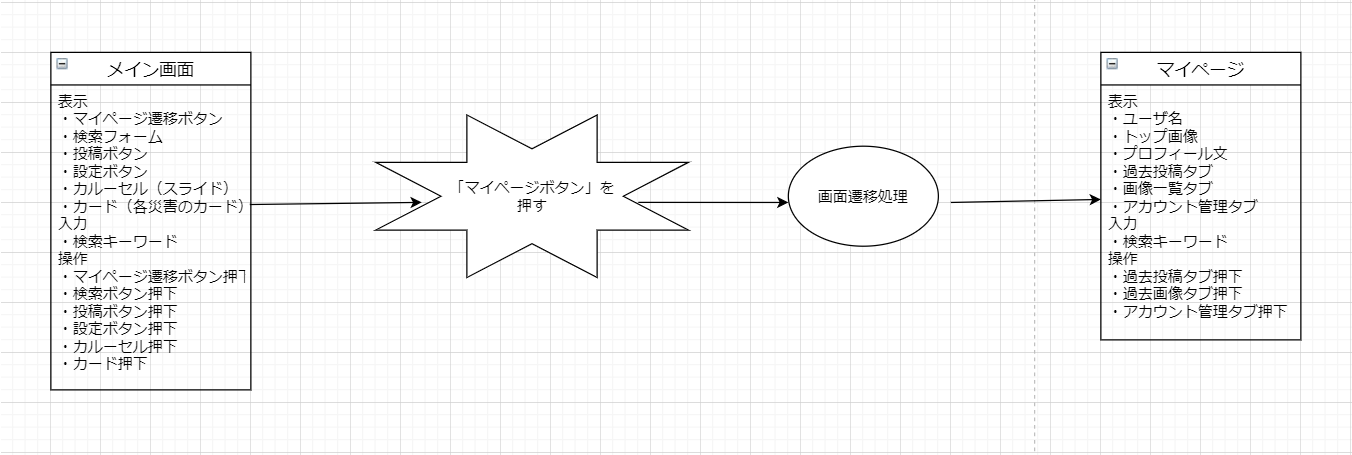 メイン画面
表示
・マイページ遷移ボタン
・検索フォーム
・投稿ボタン
・設定ボタン
・カルーセル（スライド）
・カード（各災害のカード）
入力
・検索キーワード
操作
・マイページ遷移ボタン押下
・検索ボタン押下
・投稿ボタン押下
・設定ボタン押下
・カルーセル押下
・カード押下
「マイページボタン」を
押す
画面遷移処理
マイページ
表示
・ユーザ名
・トップ画像
・プロフィール文
・過去投稿タブ
・画像一覧タブ
・アカウント管理タブ
入力
・検索キーワード
操作
・過去投稿タブ押下
・過去画像タブ押下
・アカウント管理タブ押下